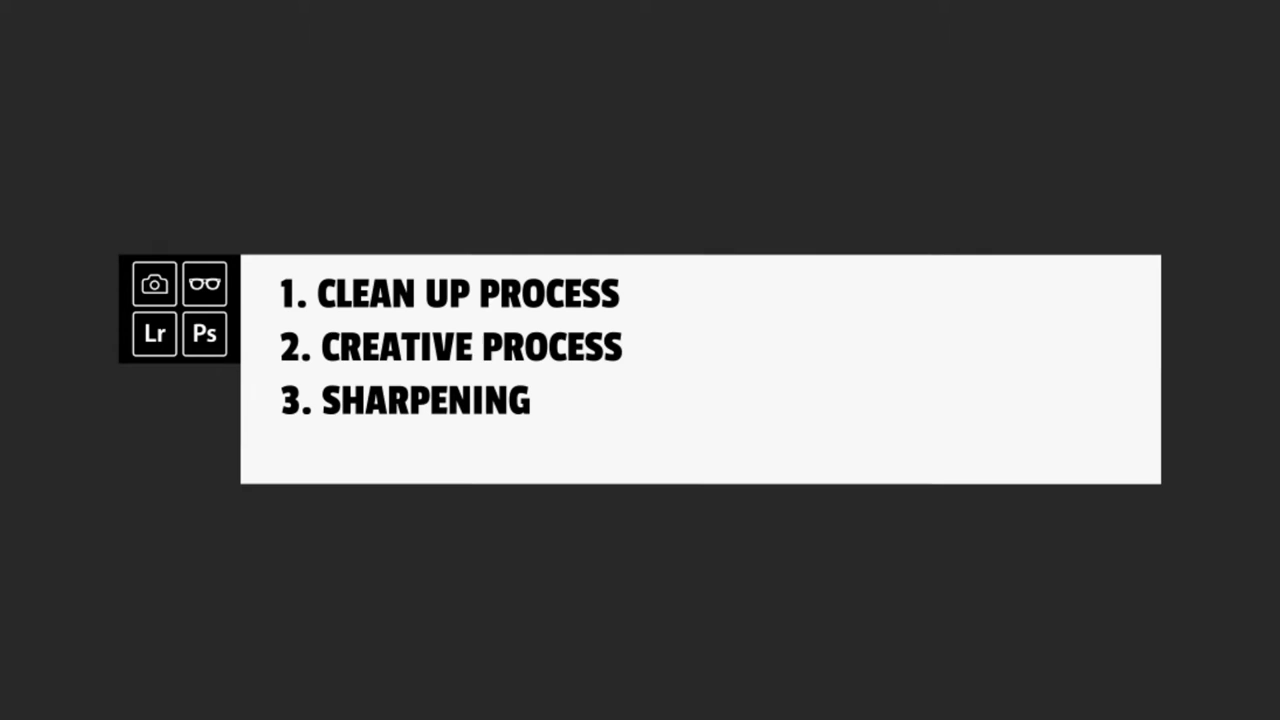 Lr Ps
1. CLEAN UP PROCESS
2. CREATIVE PROCESS
3. SHARPENING